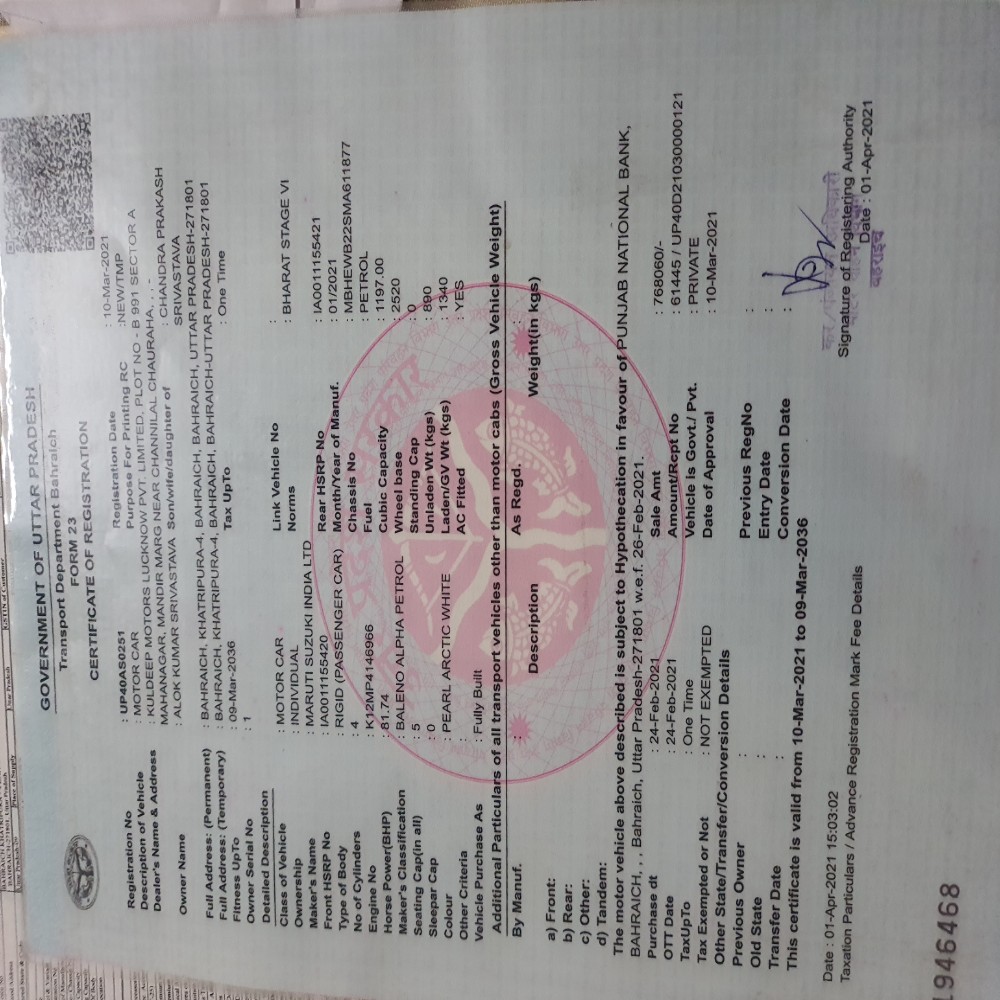 GOVERNMENT OF UTTAR PRADESH
Transport Department Bahraich
FORM 23
CERTIFICATE OF REGISTRATION
Registration No : UP40AS0251 Registration Date : 10-Mar-2021
Description of Vehicle : MOTOR CAR Purpose For Printing RC :NEW/TMP
Dealer's Name & Address : KULDEEP MOTORS LUCKNOW PVT. LIMITED, PLOT NO - B 991 SECTOR A
MAHANAGAR, MANDIR MARG NEAR CHANNILAL CHAURAHA, , -
Owner Name : ALOK KUMAR SRIVASTAVA Son/wife/daughter of : CHANDRA PRAKASH
SRIVASTAVA
Full Address: (Permanent) : BAHRAICH, KHATRIPURA-4, BAHRAICH, BAHRAICH, UTTAR PRADESH-271801
Full Address: (Temporary) : BAHRAICH, KHATRIPURA-4, BAHRAICH, BAHRAICH-UTTAR PRADESH-271801
Fitness UpTo : 09-Mar-2036 Tax UpTo : One Time
Owner Serial No : 1
Detailed Description
Class of Vehicle : MOTOR CAR Link Vehicle No :
Ownership : INDIVIDUAL Norms : BHARAT STAGE VI
Maker's Name : MARUTI SUZUKI INDIA LTD
Front HSRP No : IA0011155420 Rear HSRP No : IA0011155421
Type of Body : RIGID (PASSENGER CAR) Month/Year of Manuf. : 01/2021
No of Cylinders : 4 Chassis No : MBHEWB22SMA611877
Engine No : K12MP4146966 Fuel : PETROL
Horse Power(BHP) : 81.74 Cubic Capacity : 1197.00
Maker's Classification : BALENO ALPHA PETROL Wheel base : 2520
Seating Cap(in all) : 5 Standing Cap : 0
Sleepar Cap : 0 Unladen Wt (kgs) : 890
Colour : PEARL ARCTIC WHITE Laden/GV Wt (kgs) : 1340
Other Criteria : AC Fitted : YES
Vehicle Purchase As : Fully Built
Additional Particulars of all transport vehicles other than motor cabs (Gross Vehicle Weight)
By Manuf. : As Regd. :
Description Weight(in kgs)
a) Front:
b) Rear:
c) Other:
d) Tandem:
The motor vehicle above described is subject to Hypothecation in favour of PUNJAB NATIONAL BANK,
BAHRAICH, , , Bahraich, Uttar Pradesh-271801 w.e.f. 26-Feb-2021.
Purchase dt : 24-Feb-2021 Sale Amt : 768060/-
OTT Date : 24-Feb-2021 Amount/Rcpt No : 61445 / UP40D21030000121
TaxUpTo : One Time Vehicle is Govt./ Pvt. : PRIVATE
Tax Exempted or Not : NOT EXEMPTED Date of Approval : 10-Mar-2021
Other State/Transfer/Conversion Details
Previous Owner : Previous RegNo :
Old State : Entry Date :
Transfer Date : Conversion Date :
This certificate is valid from 10-Mar-2021 to 09-Mar-2036
Date : 01-Apr-2021 15:03:02
Taxation Particulars / Advance Registration Mark Fee Details
Signature of Registering Authority
Date : 01-Apr-2021
बहराइच
9446468